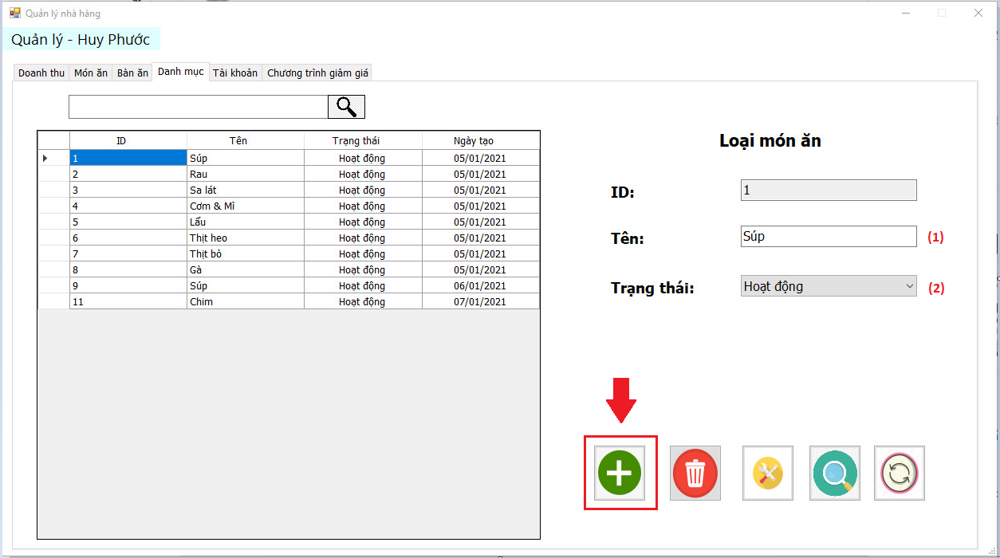 Quản lý nhà hàng
Quản lý - Huy Phước
Doanh thu Món ăn Bàn ăn Danh mục Tài khoản Chương trình giảm giá
Loại món ăn
ID Tên Trạng thái Ngày tạo
1 Súp Hoạt động 05/01/2021
2 Rau Hoạt động 05/01/2021
3 Sa lát Hoạt động 05/01/2021
4 Cơm & Mì Hoạt động 05/01/2021
5 Lẩu Hoạt động 05/01/2021
6 Thịt heo Hoạt động 05/01/2021
7 Thịt bò Hoạt động 05/01/2021
8 Gà Hoạt động 05/01/2021
9 Súp Hoạt động 06/01/2021
11 Chim Hoạt động 07/01/2021
ID: 1
Tên: Súp (1)
Trạng thái: Hoạt động (2)